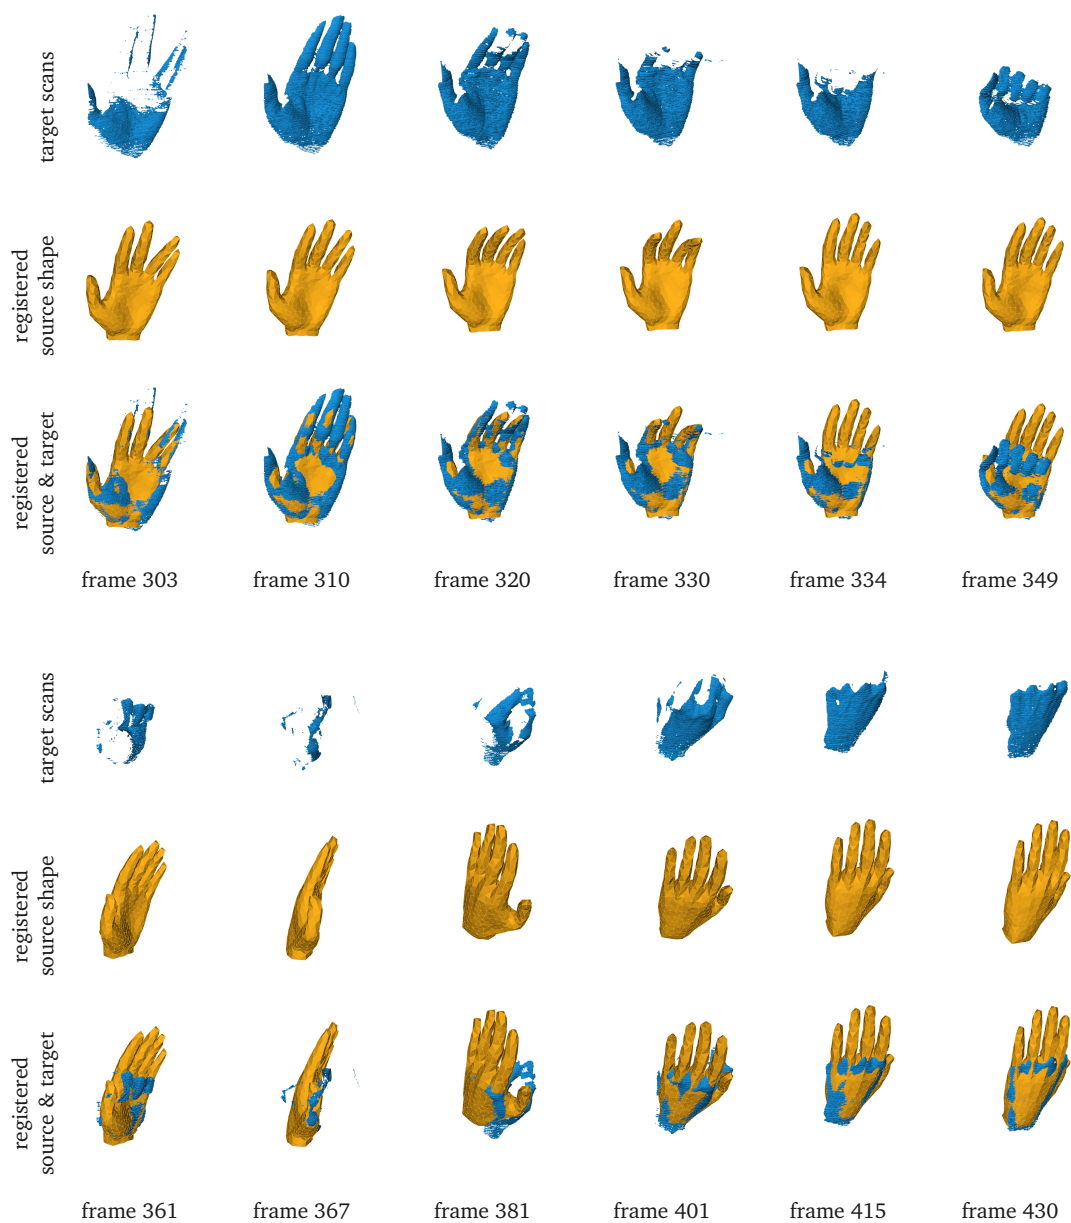 target scans
registered
source shape
registered
source & target
frame 303 frame 310 frame 320 frame 330 frame 334 frame 349
target scans
registered
source shape
registered
source & target
frame 361 frame 367 frame 381 frame 401 frame 415 frame 430